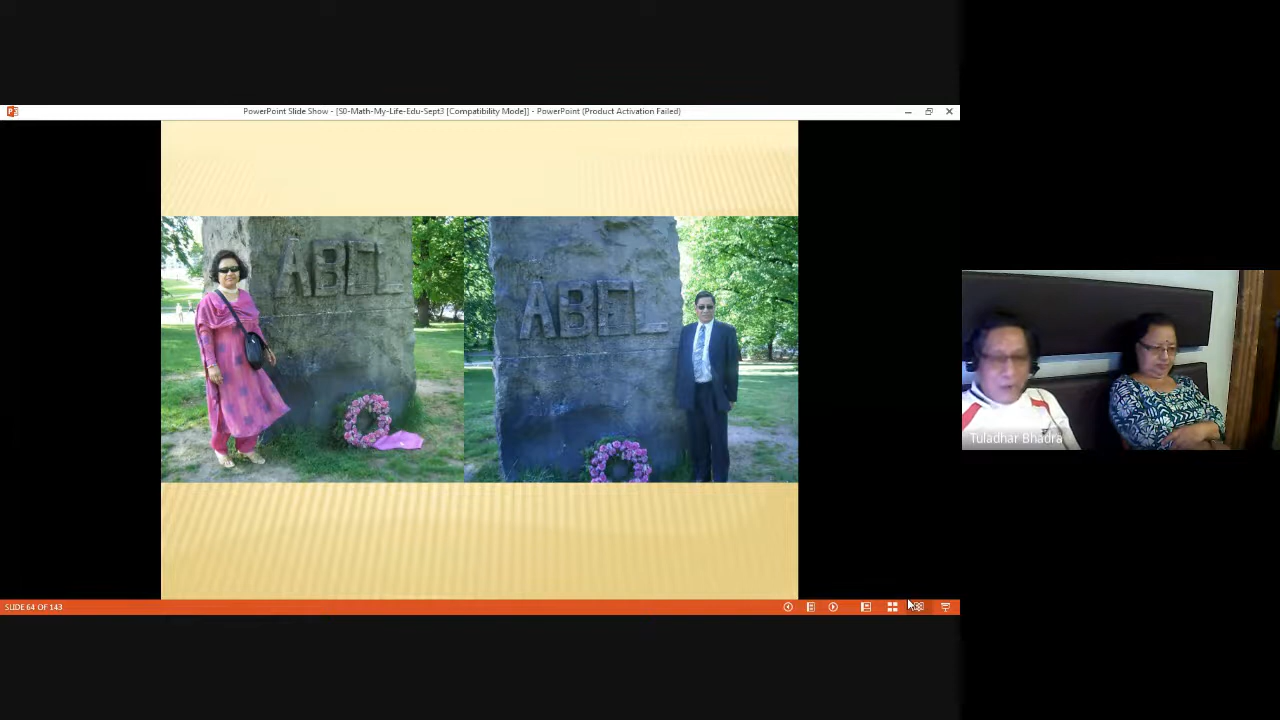 PowerPoint Slide Show - [S0-Math-My-Life-Edu-Sept3 [Compatibility Mode]] - PowerPoint (Product Activation Failed)
ABEL
ABEL
Tuladhar Bhadra
SLIDE 64 OF 143